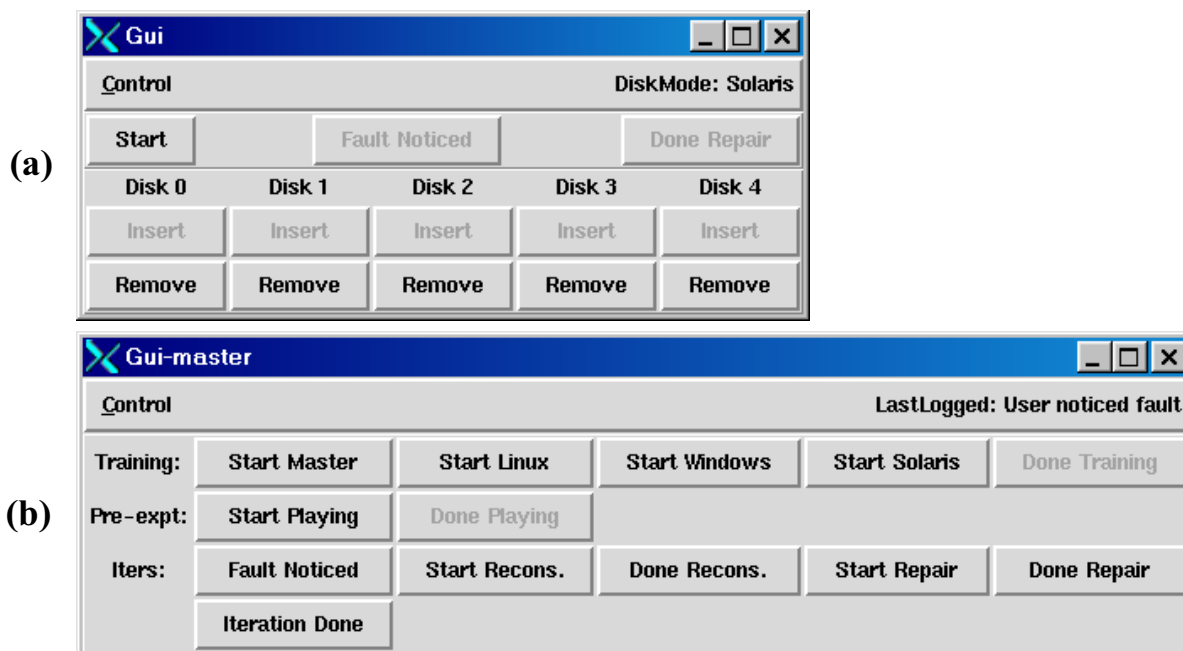 (a)
Gui
Control DiskMode: Solaris
Start Fault Noticed Done Repair
Disk 0 Disk 1 Disk 2 Disk 3 Disk 4
Insert Insert Insert Insert Insert
Remove Remove Remove Remove Remove
(b)
Gui-master
Control LastLogged: User noticed fault
Training: Start Master Start Linux Start Windows Start Solaris Done Training
Pre-expt: Start Playing Done Playing
Iters: Fault Noticed Start Recons. Done Recons. Start Repair Done Repair
Iteration Done